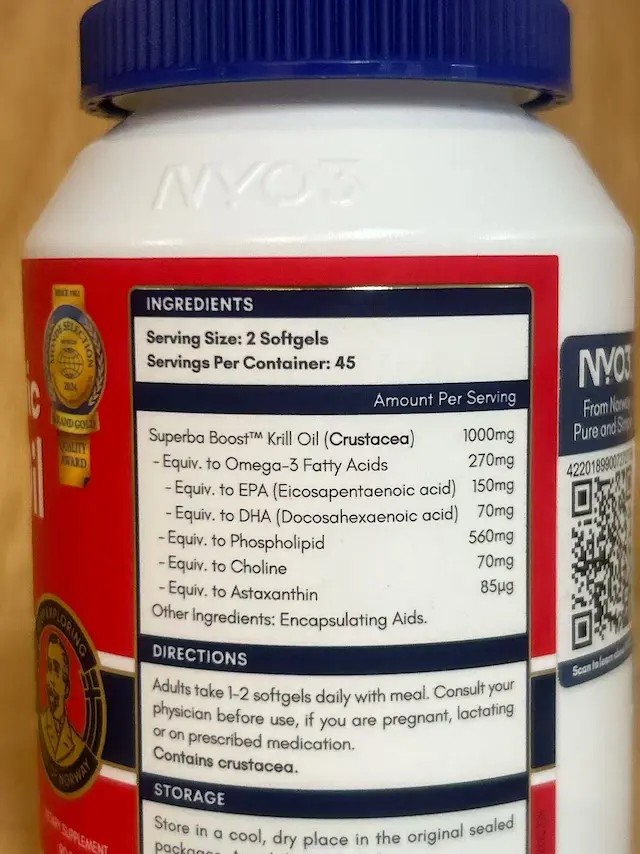 NYO3
INGREDIENTS
Serving Size: 2 Softgels
Servings Per Container: 45
Amount Per Serving
Superba Boost™ Krill Oil (Crustacea) 1000mg
- Equiv. to Omega-3 Fatty Acids 270mg
- Equiv. to EPA (Eicosapentaenoic acid) 150mg
- Equiv. to DHA (Docosahexaenoic acid) 70mg
- Equiv. to Phospholipid 560mg
- Equiv. to Choline 70mg
- Equiv. to Astaxanthin 85µg
Other Ingredients: Encapsulating Aids.
DIRECTIONS
Adults take 1-2 softgels daily with meal. Consult your
physician before use, if you are pregnant, lactating
or on prescribed medication.
Contains crustacea.
STORAGE
Store in a cool, dry place in the original sealed
MONDE SELECTION
2024
GRAND GOLD
QUALITY
AWARD
NORWAY
SUPPLEMENT
NYO3
From Norway
Pure and